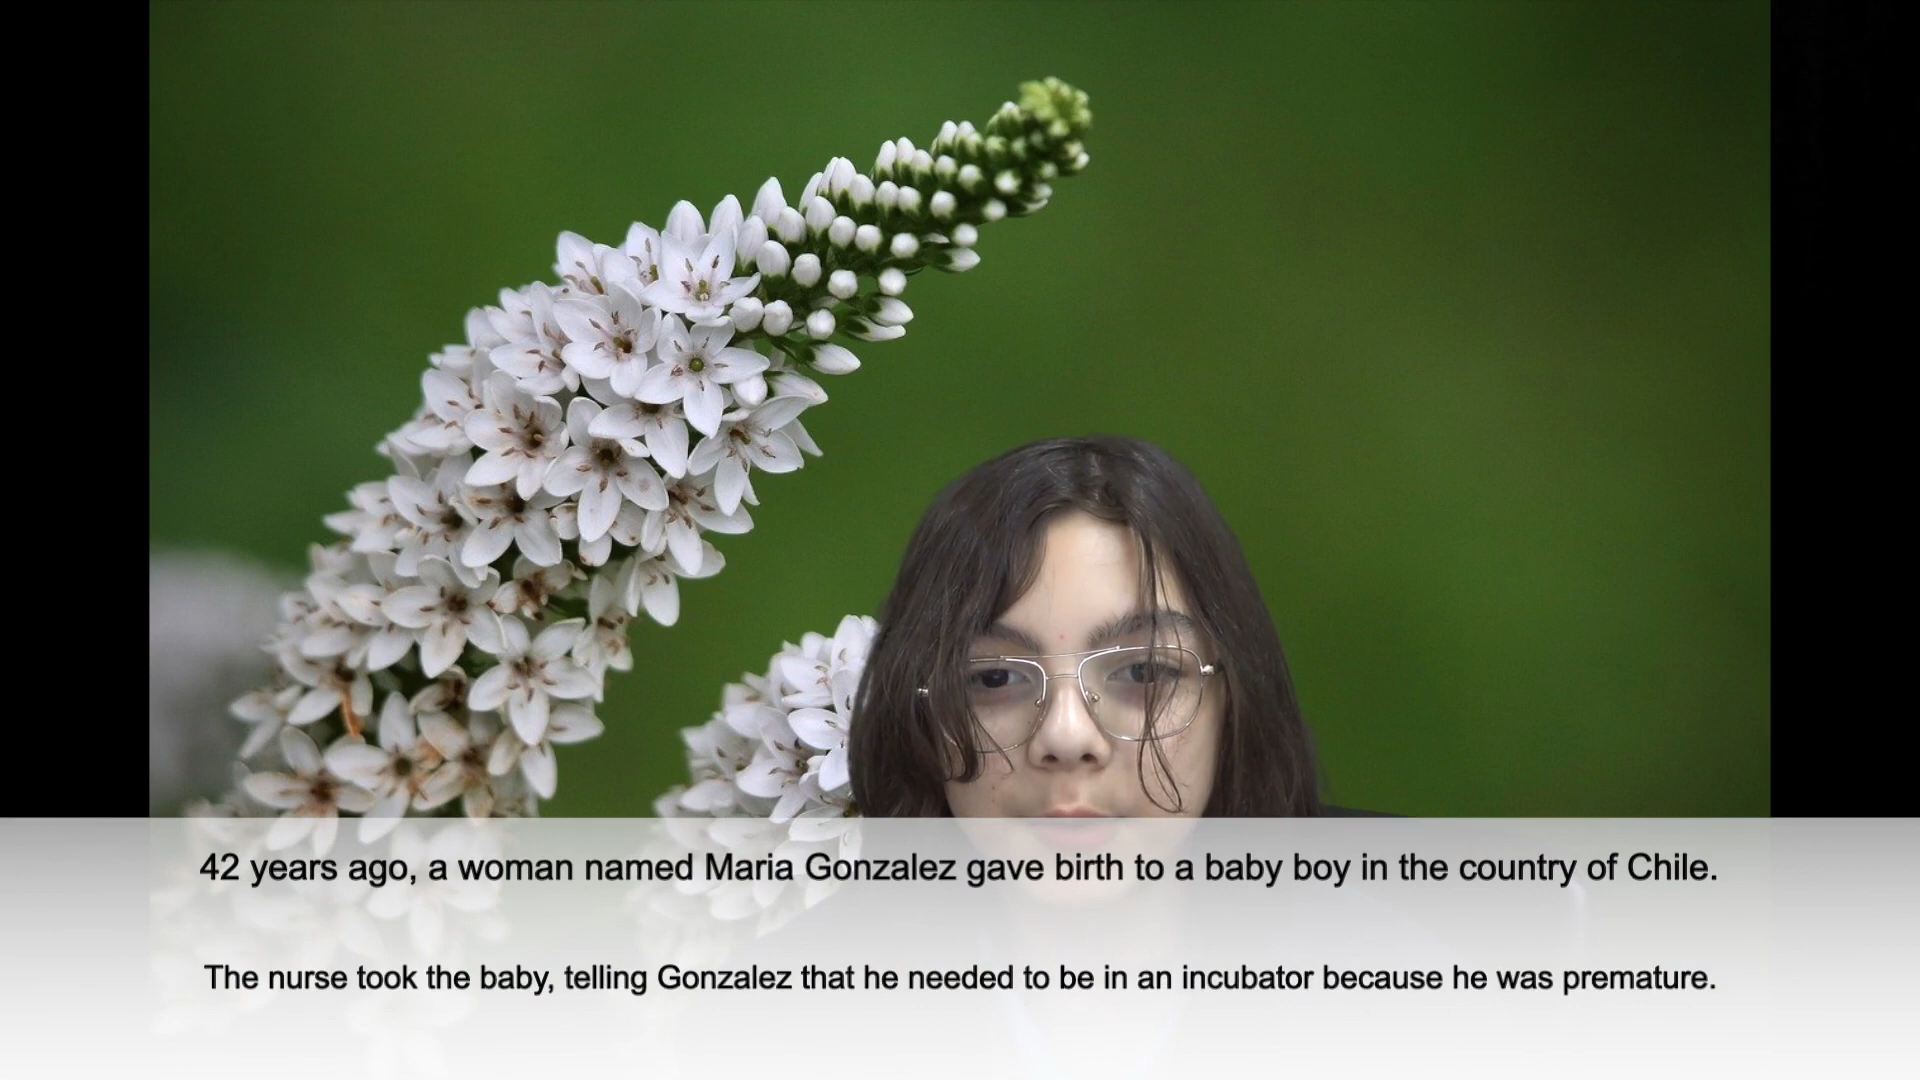 42 years ago, a woman named Maria Gonzalez gave birth to a baby boy in the country of Chile.
The nurse took the baby, telling Gonzalez that he needed to be in an incubator because he was premature.